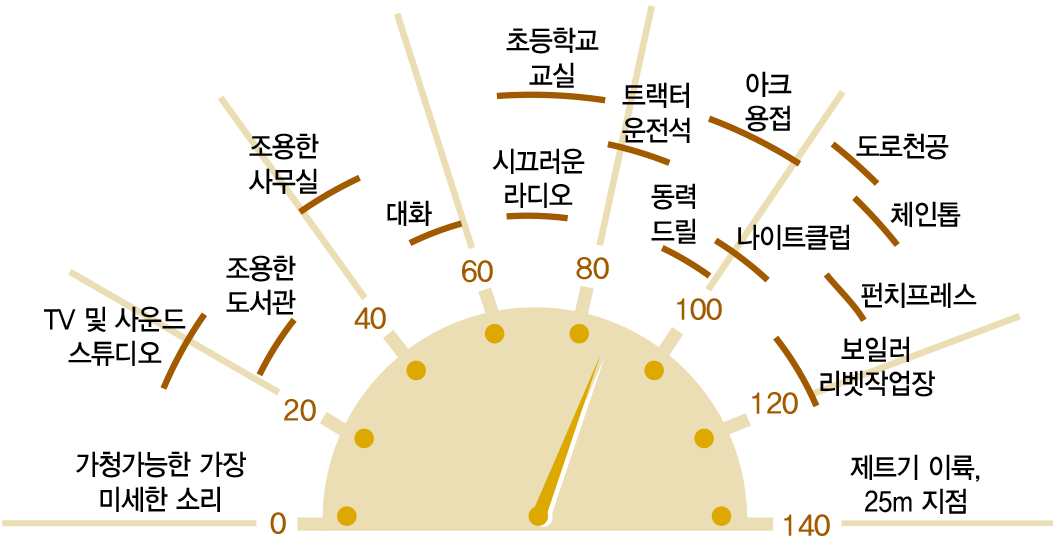 초등학교
교실
트랙터
운전석
아크
용접
조용한
사무실
도로천공
시끄러운
라디오
대화
동력
드릴
체인톱
나이트클럽
조용한
도서관
60
80
펀치프레스
40
100
TV 및 사운드
스튜디오
보일러
리벳작업장
20
120
가청가능한 가장
미세한 소리
제트기 이륙,
25m 지점
0
140